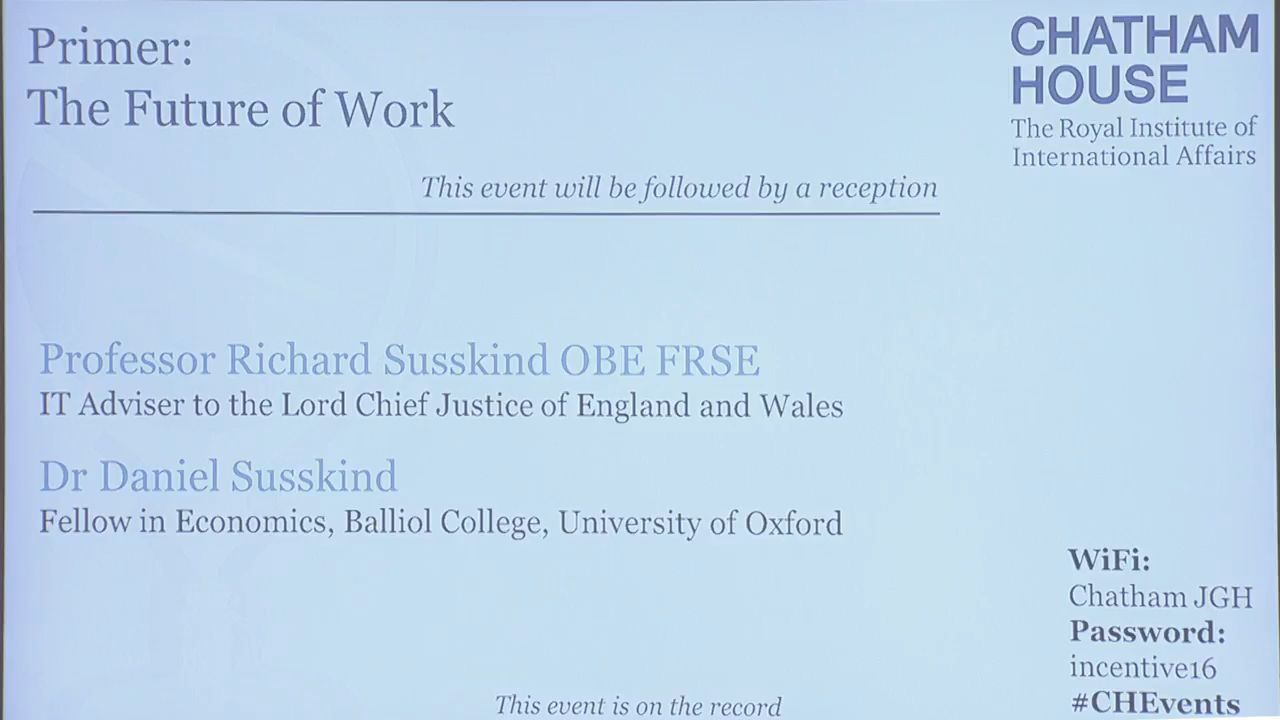 Primer:
The Future of Work
This event will be followed by a reception
CHATHAM
HOUSE
The Royal Institute of
International Affairs
Professor Richard Susskind OBE FRSE
IT Adviser to the Lord Chief Justice of England and Wales
Dr Daniel Susskind
Fellow in Economics, Balliol College, University of Oxford
WiFi:
Chatham JGH
Password:
incentive16
#CHEvents
This event is on the record